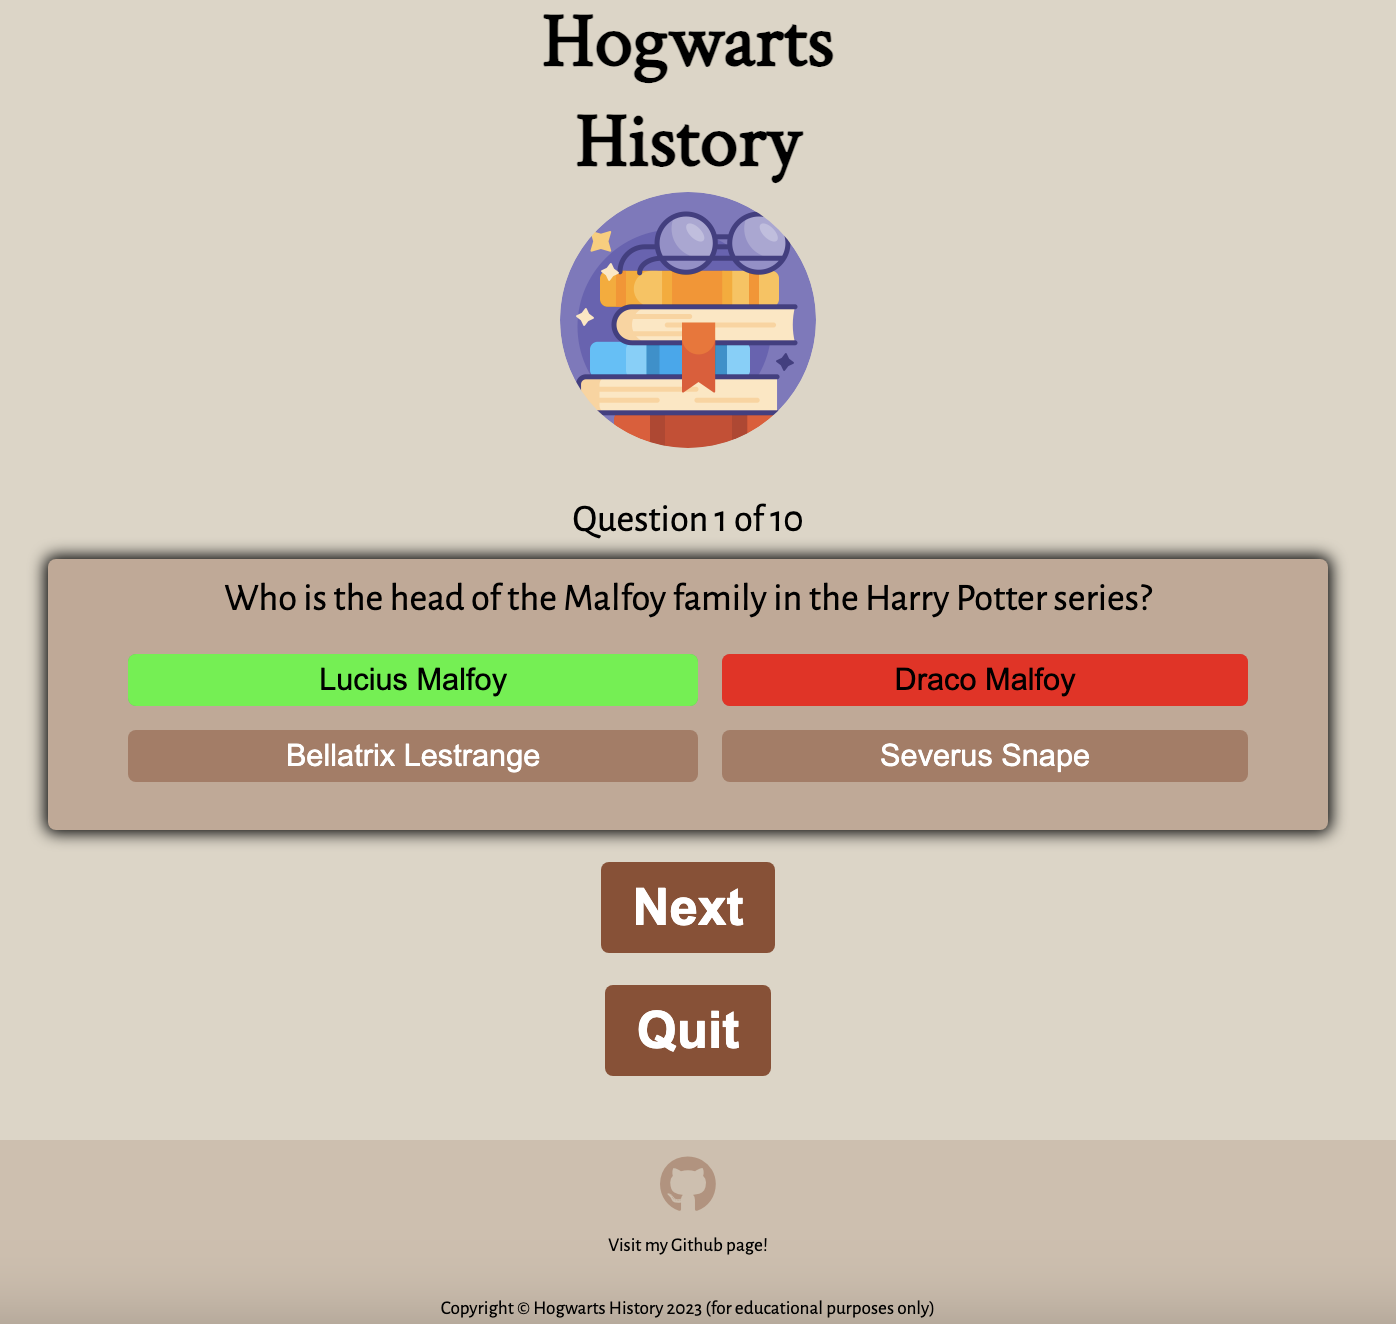 Hogwarts
History
Question 1 of 10
Who is the head of the Malfoy family in the Harry Potter series?
Lucius Malfoy
Draco Malfoy
Bellatrix Lestrange
Severus Snape
Next
Quit
Visit my Github page!
Copyright © Hogwarts History 2023 (for educational purposes only)